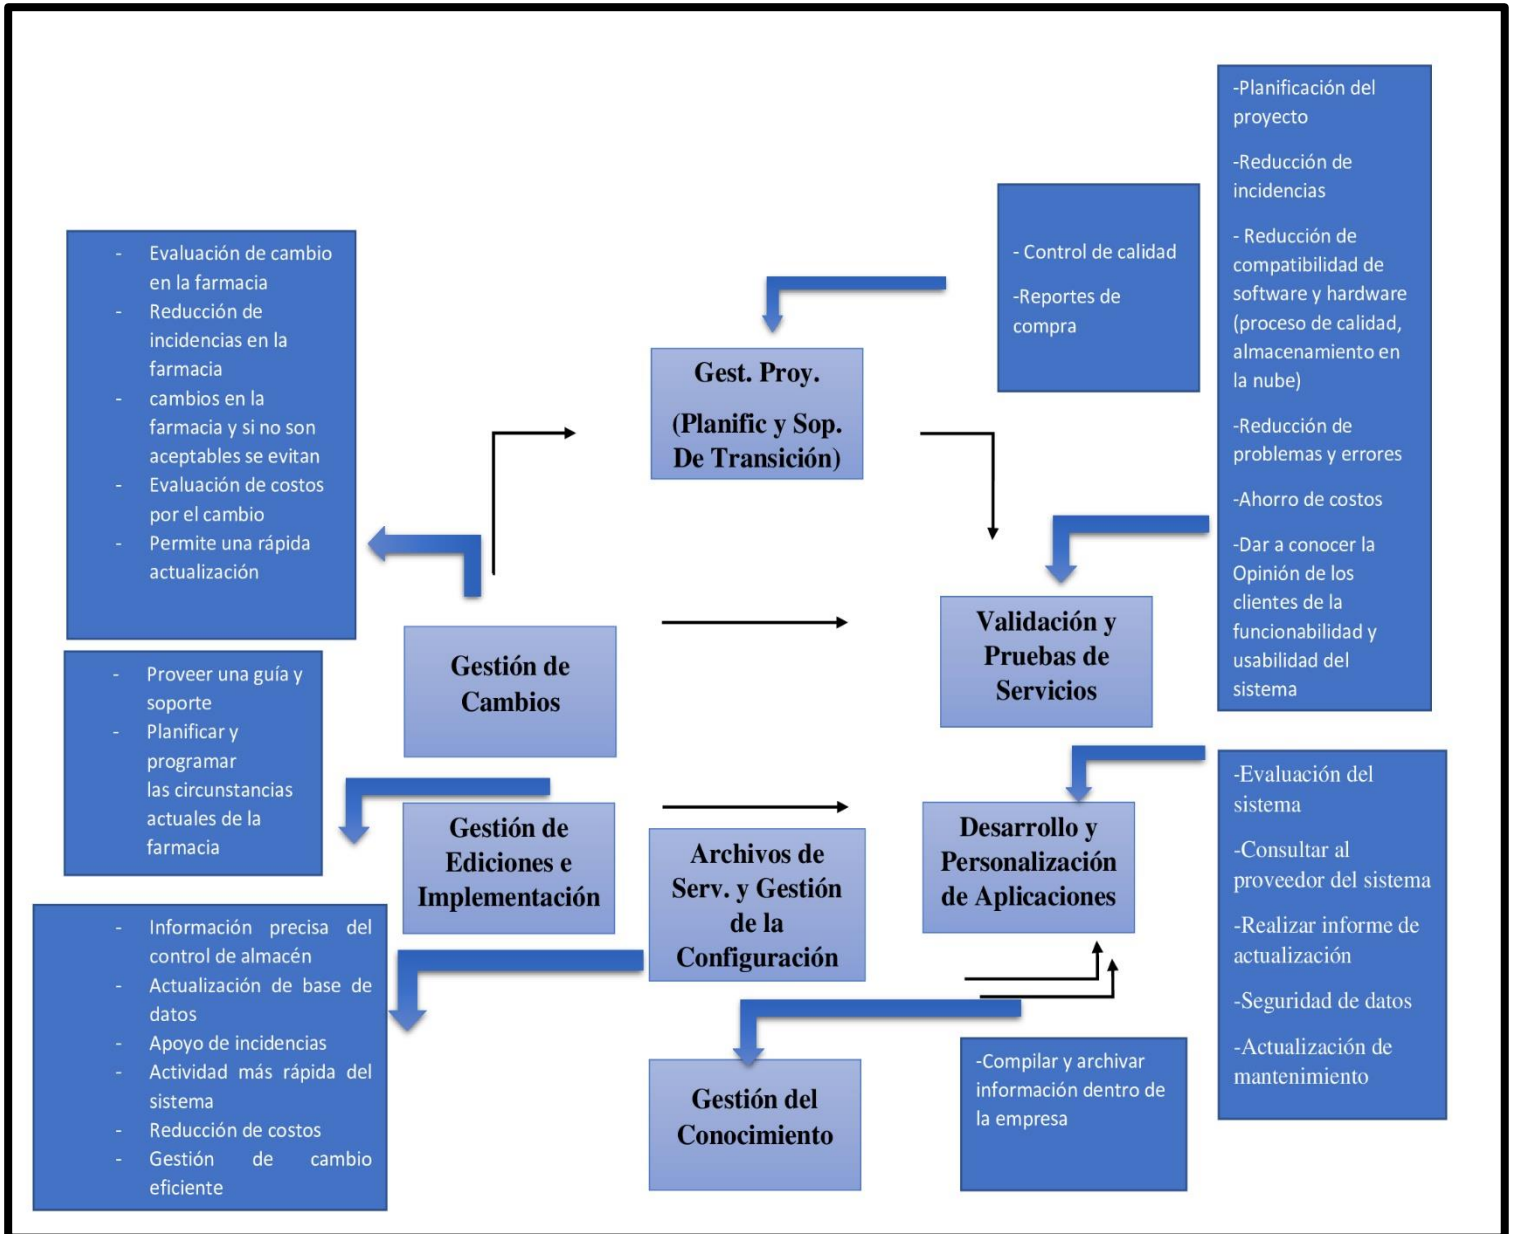 -Planificación del
proyecto
-Reducción de
incidencias
- Reducción de
compatibilidad de
software y hardware
(proceso de calidad,
almacenamiento en
la nube)
-Reducción de
problemas y errores
-Ahorro de costos
-Dar a conocer la
Opinión de los
clientes de la
funcionabilidad y
usabilidad del
sistema
- Control de calidad
-Reportes de
compra
- Evaluación de cambio
en la farmacia
- Reducción de
incidencias en la
farmacia
- cambios en la
farmacia y si no son
aceptables se evitan
- Evaluación de costos
por el cambio
- Permite una rápida
actualización
Gest. Proy.
(Planific y Sop.
De Transición)
Gestión de
Cambios
Validación y
Pruebas de
Servicios
- Proveer una guía y
soporte
- Planificar y
programar
las circunstancias
actuales de la
farmacia
Gestión de
Ediciones e
Implementación
Archivos de
Serv. y Gestión
de la
Configuración
Desarrollo y
Personalización
de Aplicaciones
-Evaluación del
sistema
-Consultar al
proveedor del sistema
-Realizar informe de
actualización
-Seguridad de datos
-Actualización de
mantenimiento
- Información precisa del
control de almacén
- Actualización de base de
datos
- Apoyo de incidencias
- Actividad más rápida del
sistema
- Reducción de costos
- Gestión de cambio
eficiente
Gestión del
Conocimiento
-Compilar y archivar
información dentro de
la empresa